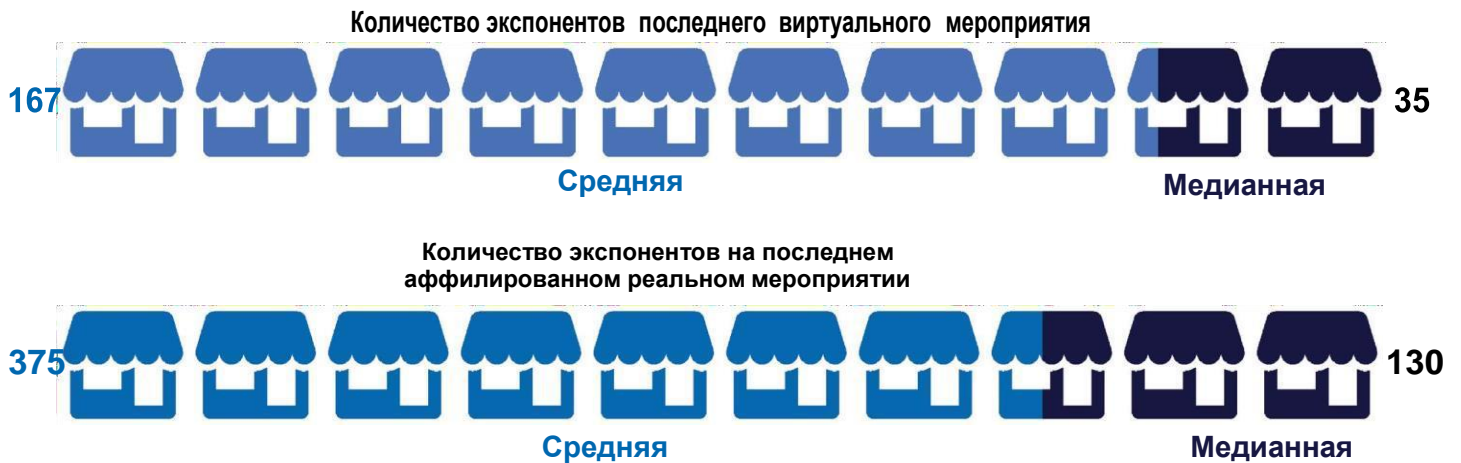 Количество экспонентов последнего виртуального мероприятия
167
35
Средняя
Медианная
Количество экспонентов на последнем
аффилированном реальном мероприятии
375
130
Средняя
Медианная